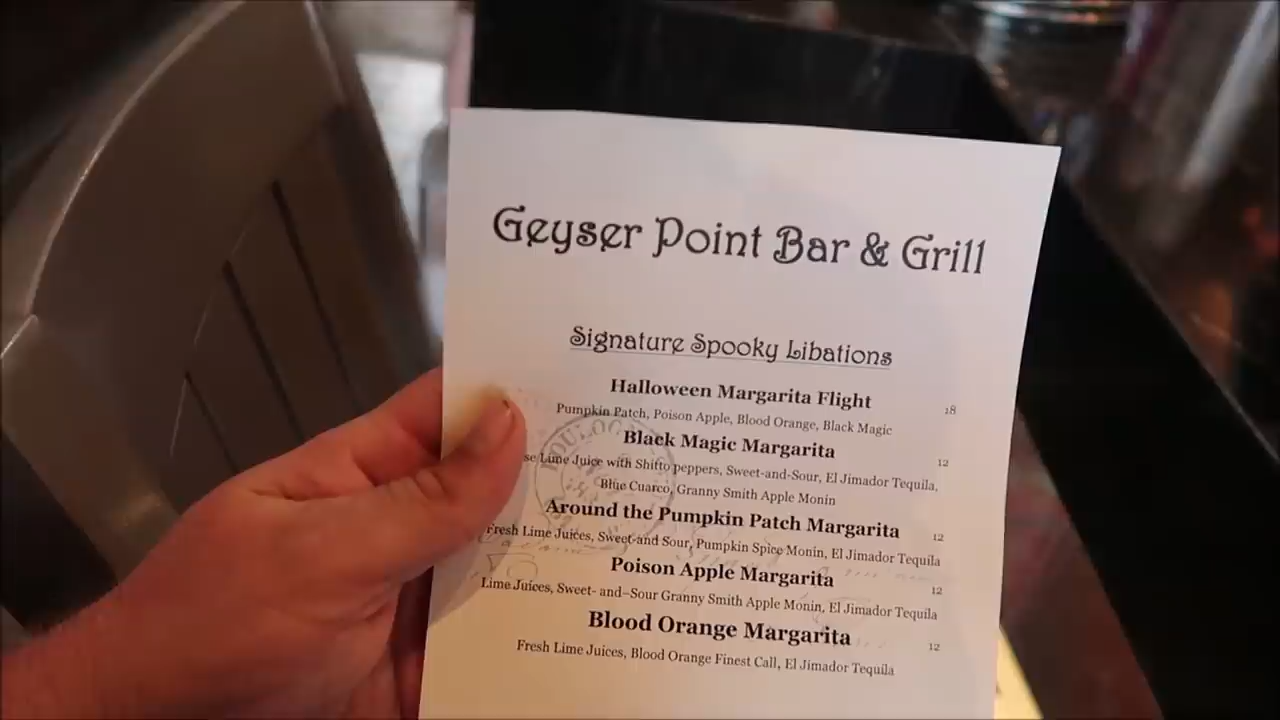 Geyser Point Bar & Grill
Signature Spooky Libations
Halloween Margarita Flight 18
Pumpkin Patch, Poison Apple, Blood Orange, Black Magic
Black Magic Margarita 12
se Lime Juice with Shitto peppers, Sweet-and-Sour, El Jimador Tequila,
Blue Cuarco, Granny Smith Apple Monin
Around the Pumpkin Patch Margarita 12
Fresh Lime Juices, Sweet-and Sour, Pumpkin Spice Monin, El Jimador Tequila
Poison Apple Margarita 12
Lime Juices, Sweet- and–Sour Granny Smith Apple Monin, El Jimador Tequila
Blood Orange Margarita 12
Fresh Lime Juices, Blood Orange Finest Call, El Jimador Tequila